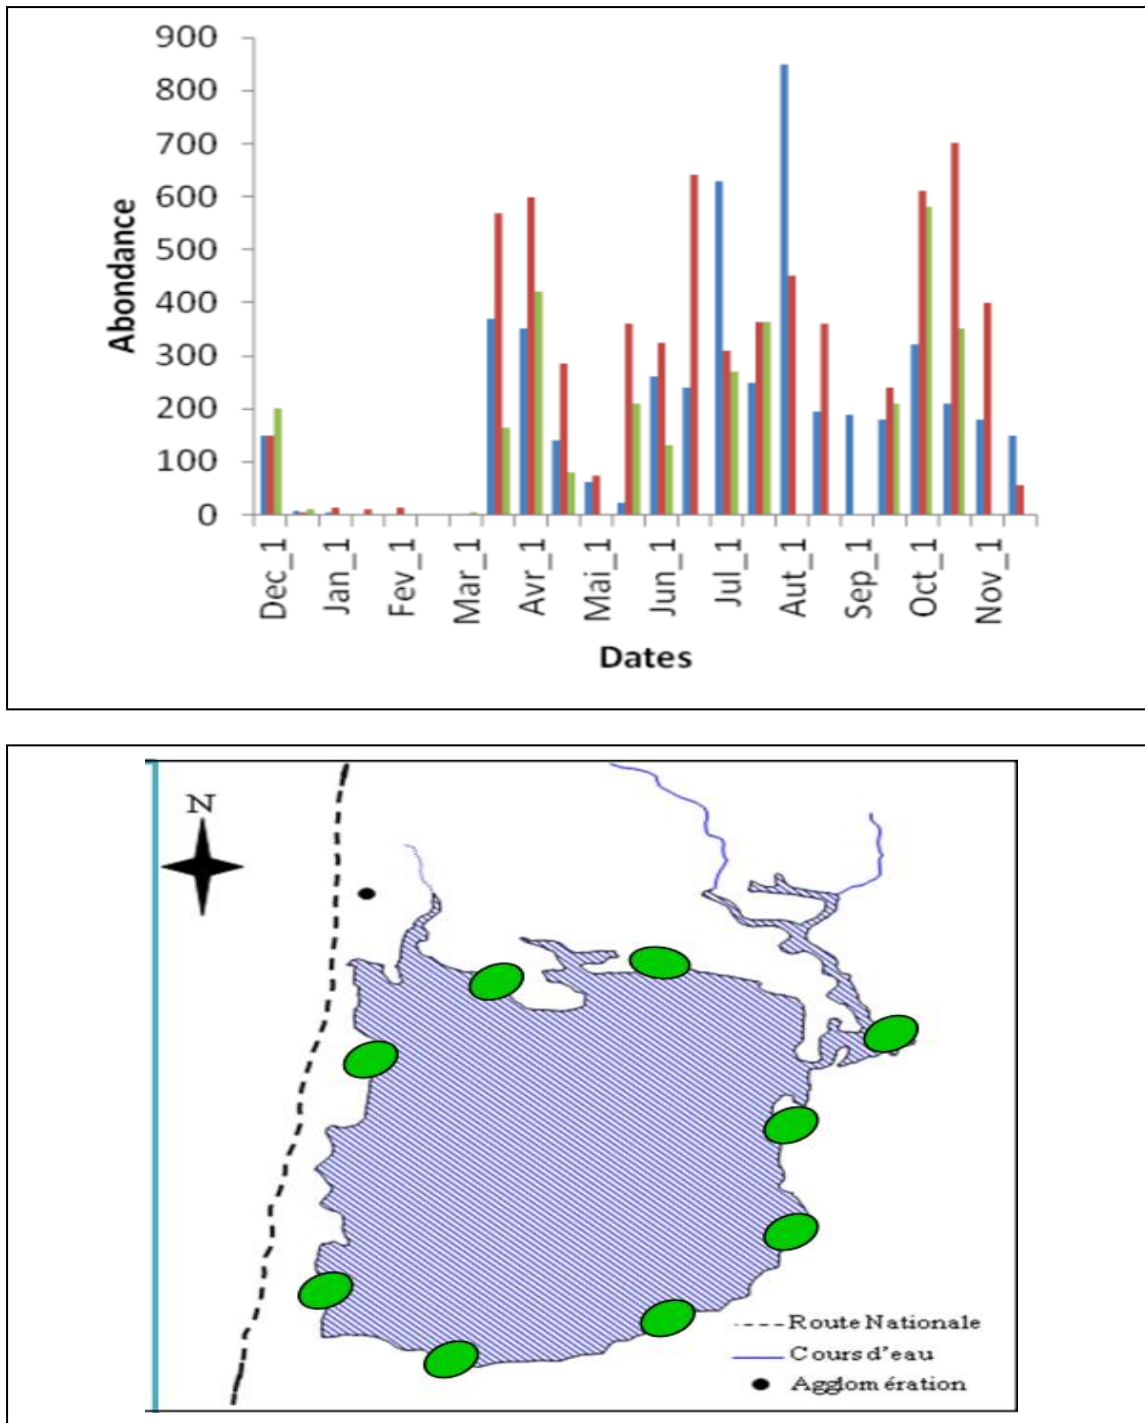 900
800
700
600
500
400
300
200
100
0
Abondance
Dec_1 Jan_1 Fev_1 Mar_1 Avr_1 Mai_1 Jun_1 Jul_1 Aut_1 Sep_1 Oct_1 Nov_1
Dates
N
Route Nationale
Cours d'eau
Agglomération